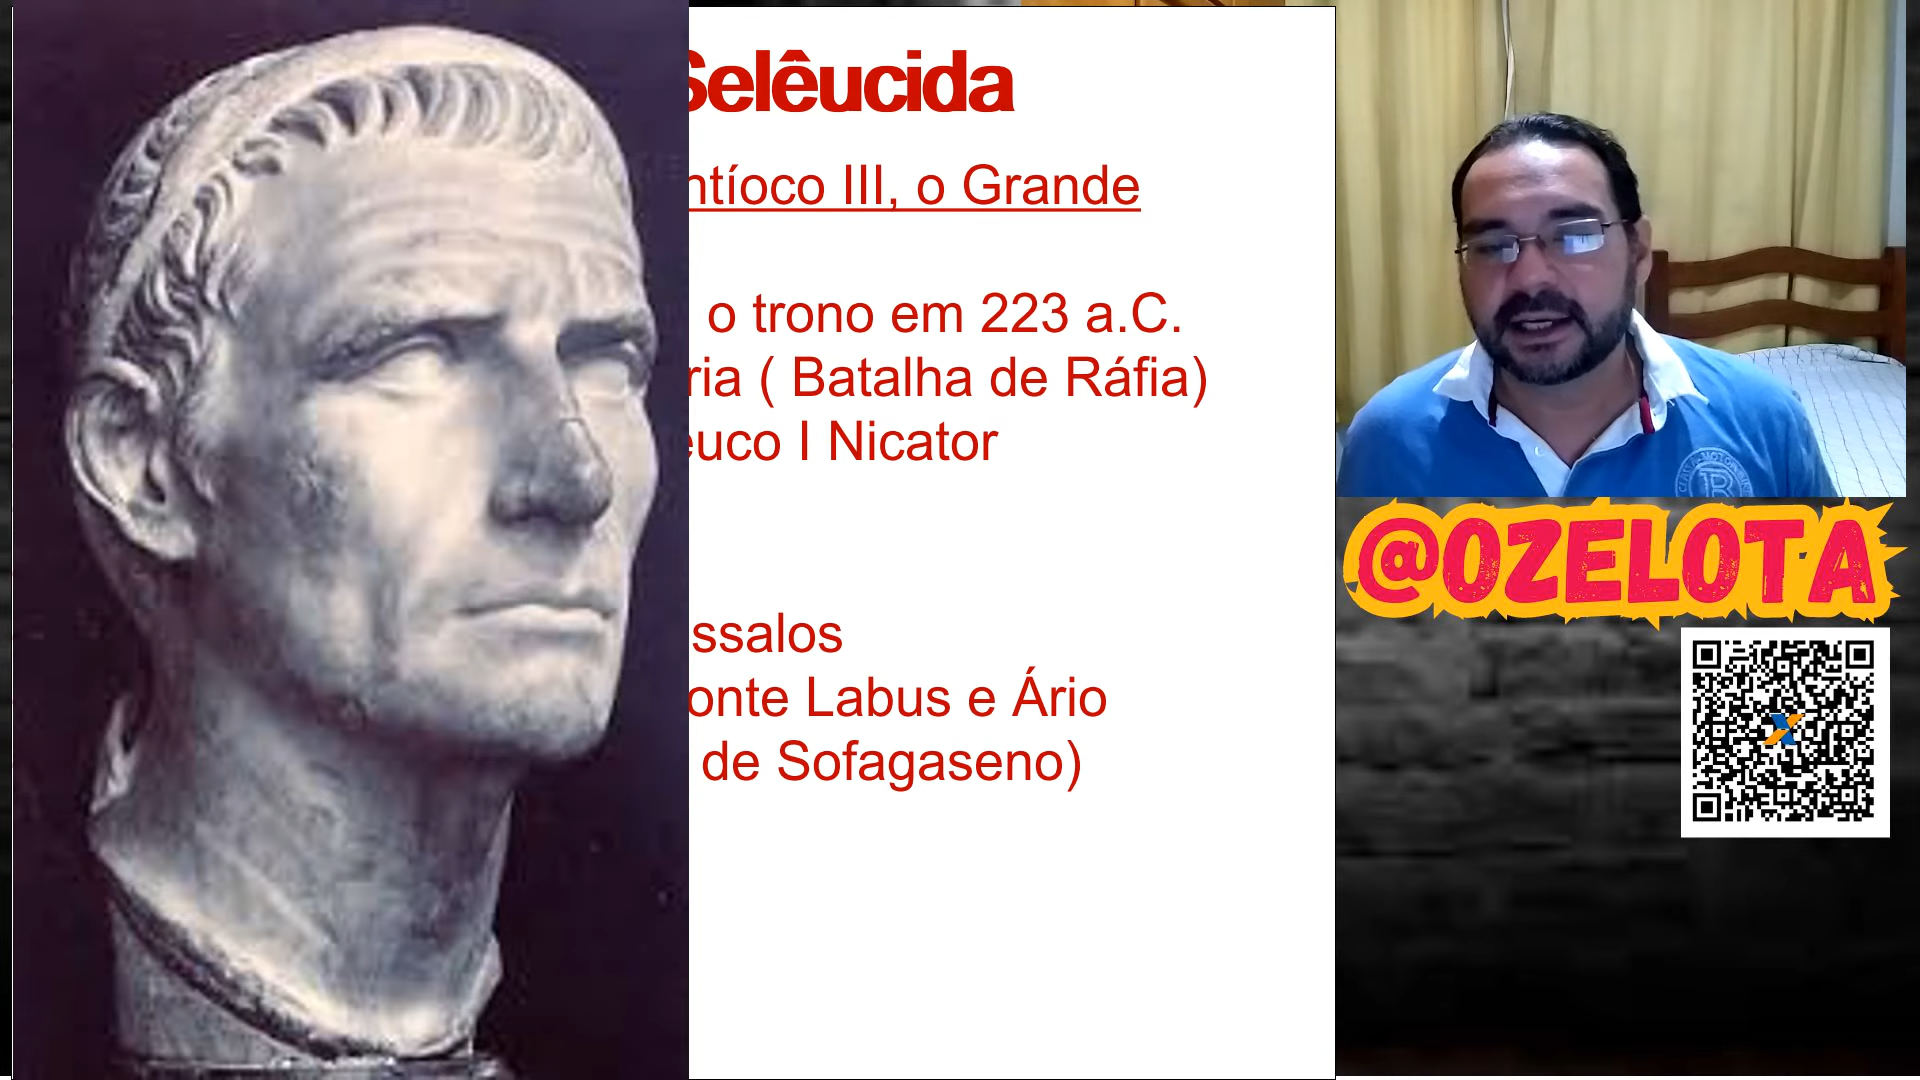 Selêucida
ntíoco III, o Grande
o trono em 223 a.C.
ria ( Batalha de Ráfia)
euco I Nicator
ssalos
onte Labus e Ário
de Sofagaseno)
@OZELOTA